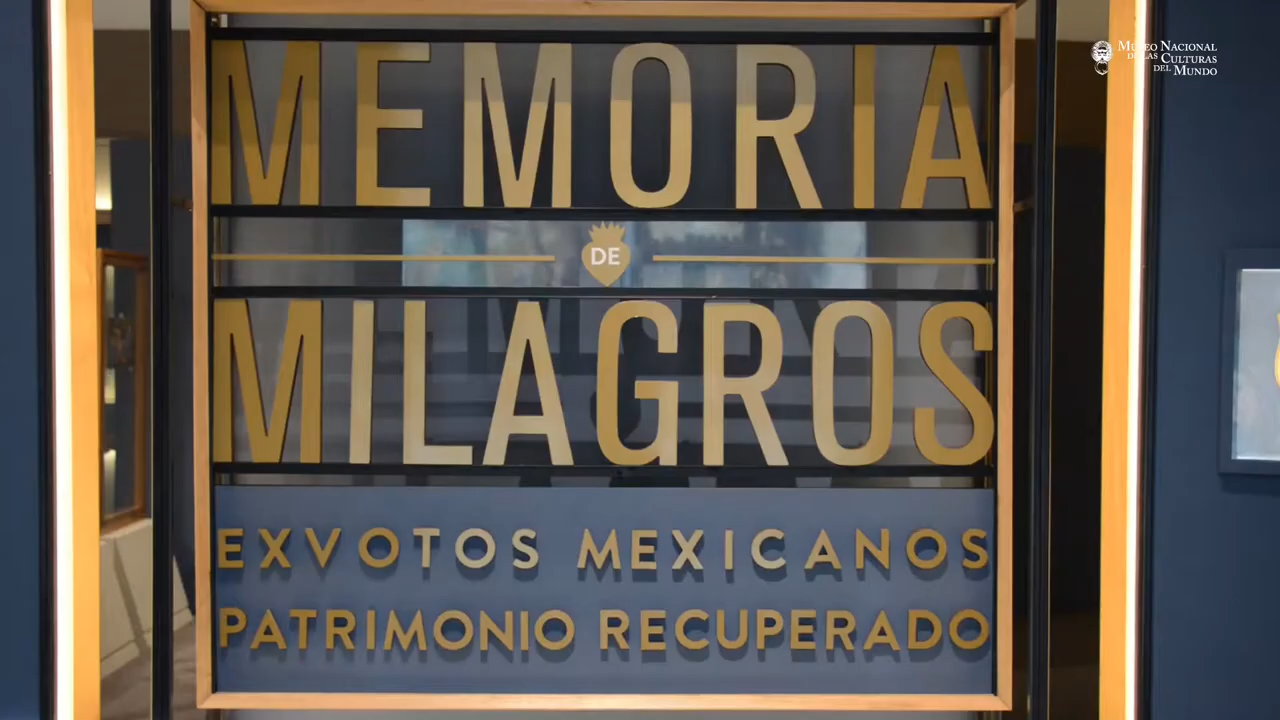 MEMORIA
DE
MILAGROS
EXVOTOS MEXICANOS
PATRIMONIO RECUPERADO
MUSEO NACIONAL
DE LAS CULTURAS
DEL MUNDO